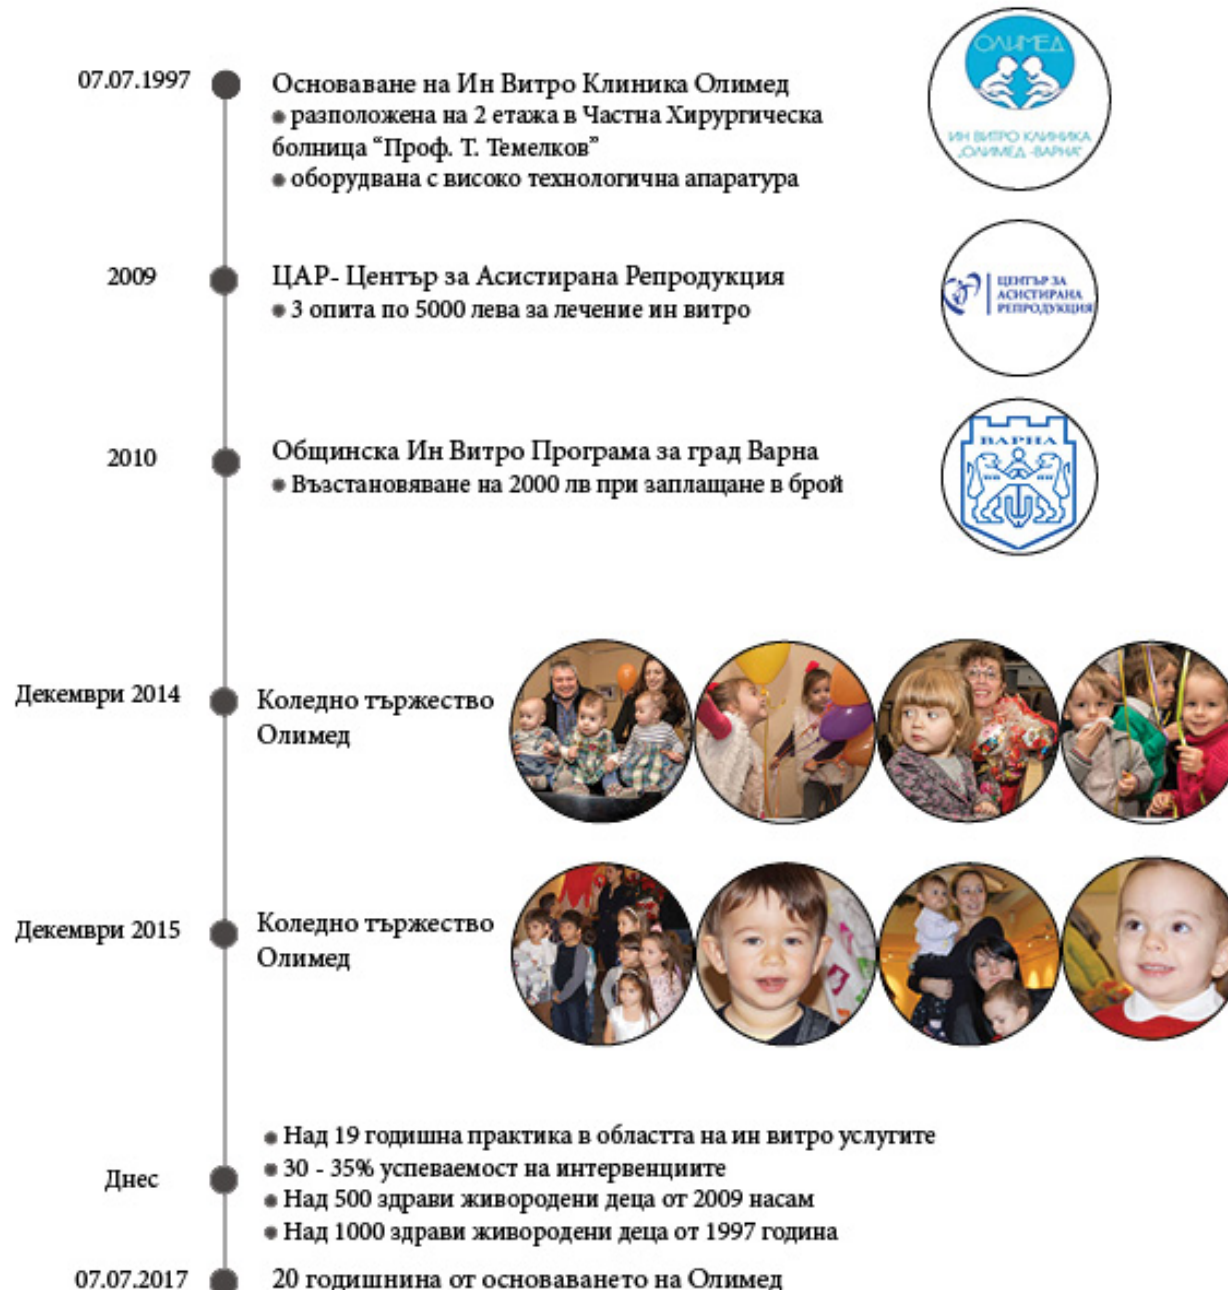 07.07.1997
Основаване на Ин Витро Клиника Олимед
● разположена на 2 етажа в Частна Хирургическа
болница “Проф. Т. Темелков”
● оборудвана с високо технологична апаратура
ОЛИМЕД
ИН ВИТРО КЛИНИКА
„ОЛИМЕД -ВАРНА“
2009
ЦАР- Център за Асистирана Репродукция
● 3 опита по 5000 лева за лечение ин витро
ЦЕНТЪР ЗА
АСИСТИРАНА
РЕПРОДУКЦИЯ
2010
Общинска Ин Витро Програма за град Варна
● Възстановяване на 2000 лв при заплащане в брой
ВАРНА
Декември 2014
Коледно тържество
Олимед
Декември 2015
Коледно тържество
Олимед
Днес
● Над 19 годишна практика в областта на ин витро услугите
● 30 - 35% успеваемост на интервенциите
● Над 500 здрави живородени деца от 2009 насам
● Над 1000 здрави живородени деца от 1997 година
07.07.2017
20 годишнина от основаването на Олимед